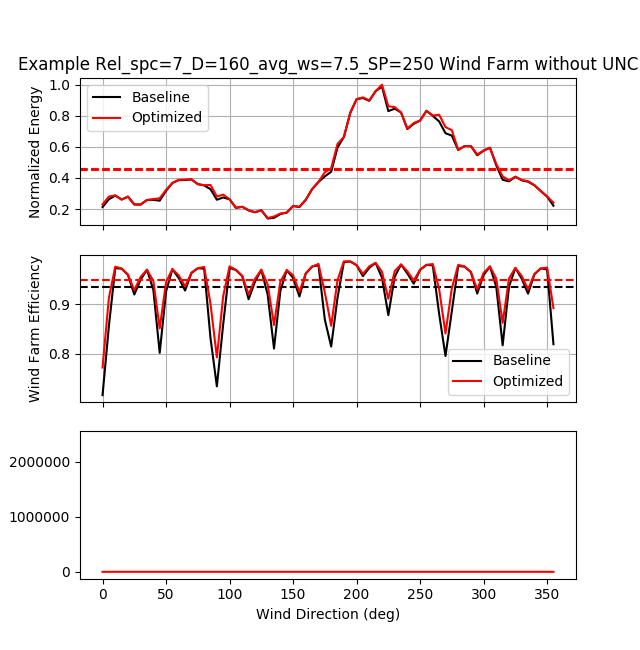 Example Rel_spc=7_D=160_avg_ws=7.5_SP=250 Wind Farm without UNC
Normalized Energy
1.0
0.8
0.6
0.4
0.2
Baseline
Optimized
Wind Farm Efficiency
0.9
0.8
Baseline
Optimized
2000000
1000000
0
0 50 100 150 200 250 300 350
Wind Direction (deg)